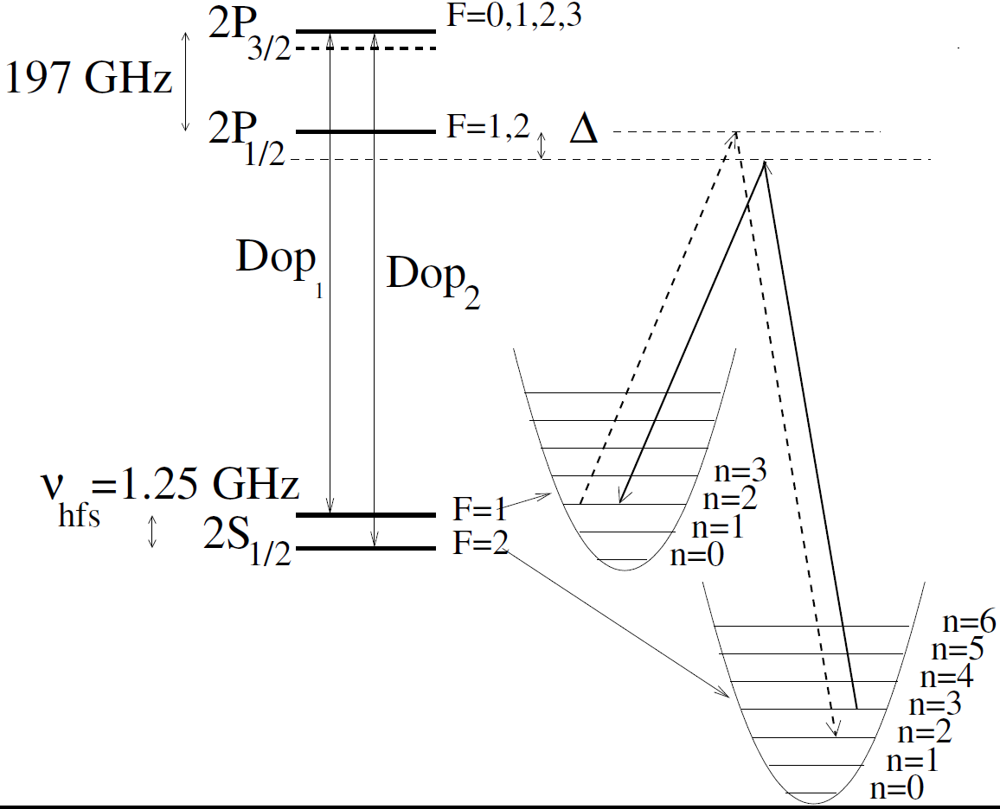 2P3/2
F=0,1,2,3
197 GHz
2P1/2
F=1,2
Δ
Dop1
Dop2
νhfs=1.25 GHz
2S1/2
F=1
F=2
n=3
n=2
n=1
n=0
n=6
n=5
n=4
n=3
n=2
n=1
n=0